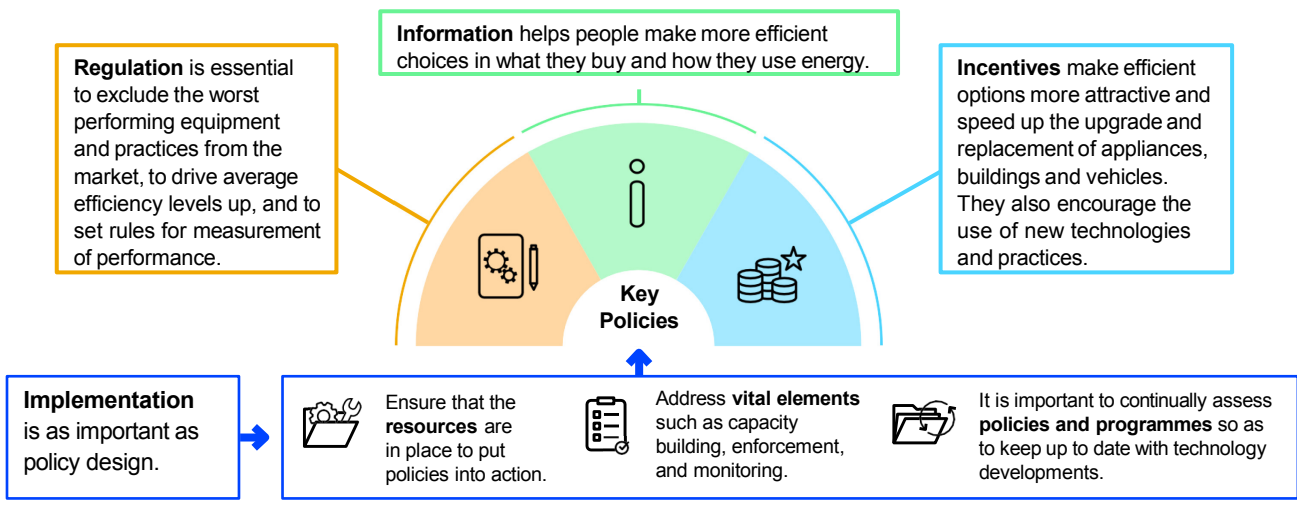 Information helps people make more efficient
choices in what they buy and how they use energy.
Regulation is essential
to exclude the worst
performing equipment
and practices from the
market, to drive average
efficiency levels up, and to
set rules for measurement
of performance.
Incentives make efficient
options more attractive and
speed up the upgrade and
replacement of appliances,
buildings and vehicles.
They also encourage the
use of new technologies
and practices.
Key
Policies
Implementation
is as important as
policy design.
Ensure that the
resources are
in place to put
policies into action.
Address vital elements
such as capacity
building, enforcement,
and monitoring.
It is important to continually assess
policies and programmes so as
to keep up to date with technology
developments.